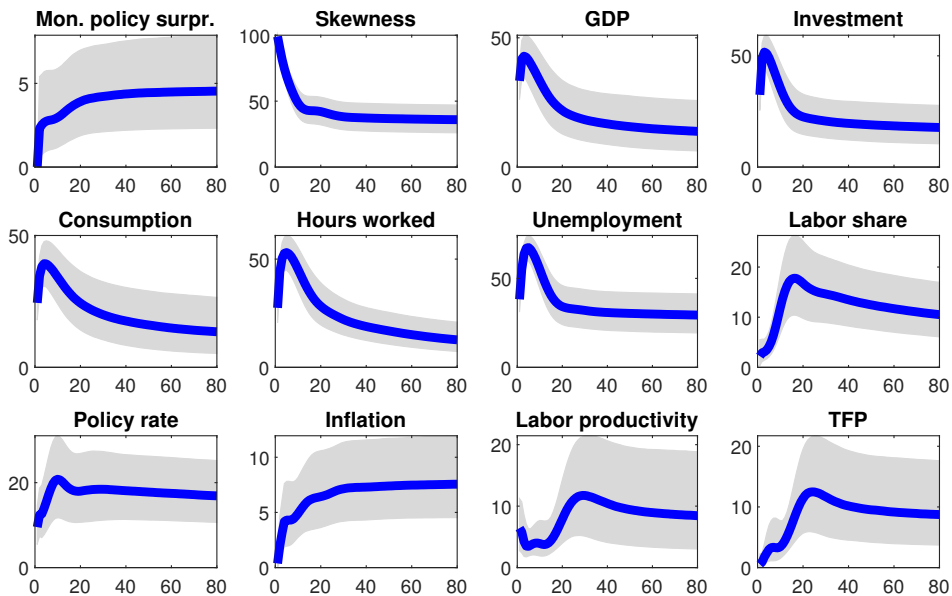 Mon. policy surpr.
5
0
0 20 40 60 80
Skewness
100
50
0
0 20 40 60 80
GDP
50
0
0 20 40 60 80
Investment
50
0
0 20 40 60 80
Consumption
50
0
0 20 40 60 80
Hours worked
50
0
0 20 40 60 80
Unemployment
50
0
0 20 40 60 80
Labor share
20
10
0
0 20 40 60 80
Policy rate
20
0
0 20 40 60 80
Inflation
10
5
0
0 20 40 60 80
Labor productivity
20
10
0
0 20 40 60 80
TFP
20
10
0
0 20 40 60 80